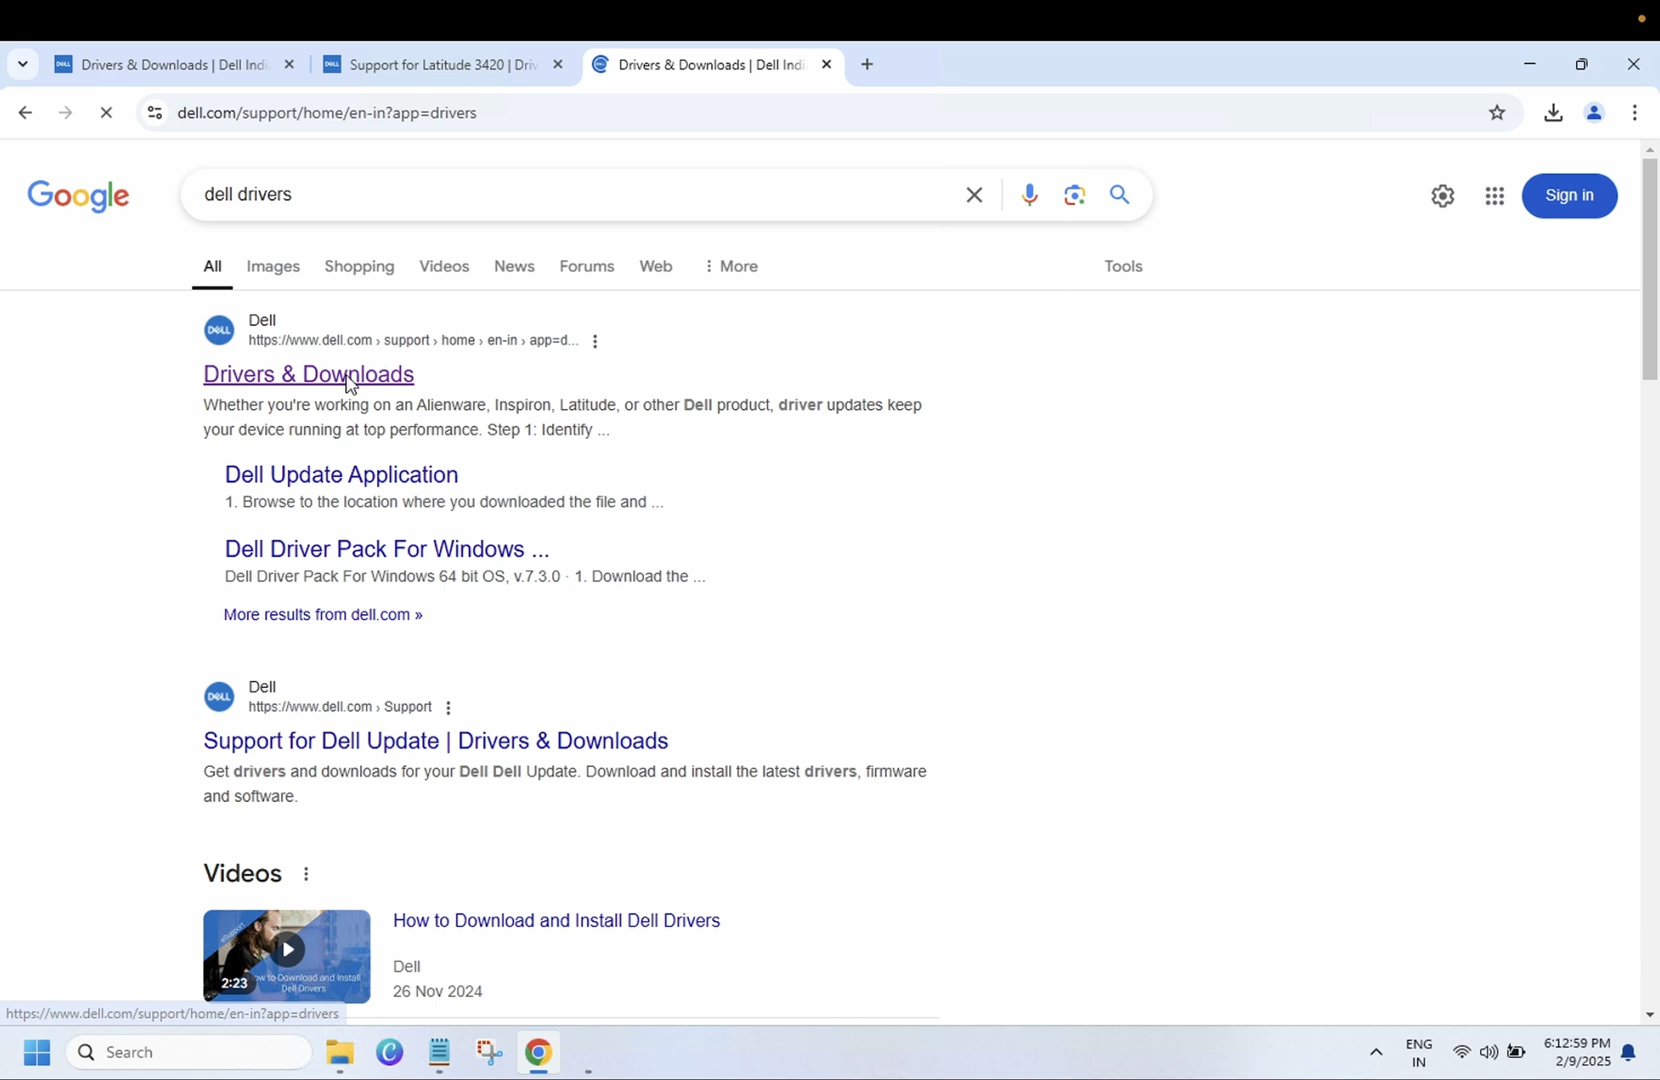 Drivers & Downloads | Dell Indi
Support for Latitude 3420 | Driv
Drivers & Downloads | Dell Indi
dell.com/support/home/en-in?app=drivers
Google
dell drivers
Sign in
All
Images
Shopping
Videos
News
Forums
Web
More
Tools
DELL
Dell
https://www.dell.com › support › home › en-in › app=d...
Drivers & Downloads
Whether you're working on an Alienware, Inspiron, Latitude, or other Dell product, driver updates keep
your device running at top performance. Step 1: Identify ...
Dell Update Application
1. Browse to the location where you downloaded the file and ...
Dell Driver Pack For Windows ...
Dell Driver Pack For Windows 64 bit OS, v.7.3.0 · 1. Download the ...
More results from dell.com »
DELL
Dell
https://www.dell.com › Support
Support for Dell Update | Drivers & Downloads
Get drivers and downloads for your Dell Dell Update. Download and install the latest drivers, firmware
and software.
Videos
How to Download and Install Dell Drivers
Dell
26 Nov 2024
2:23
https://www.dell.com/support/home/en-in?app=drivers
Search
ENG
IN
6:12:59 PM
2/9/2025